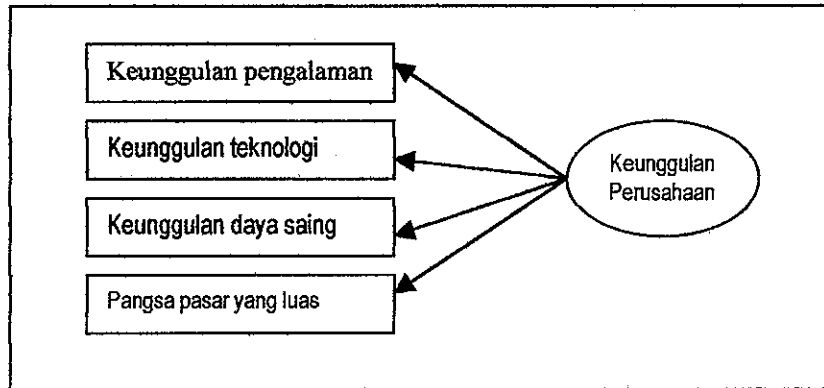 Keunggulan pengalaman
Keunggulan teknologi
Keunggulan daya saing
Pangsa pasar yang luas
Keunggulan
Perusahaan